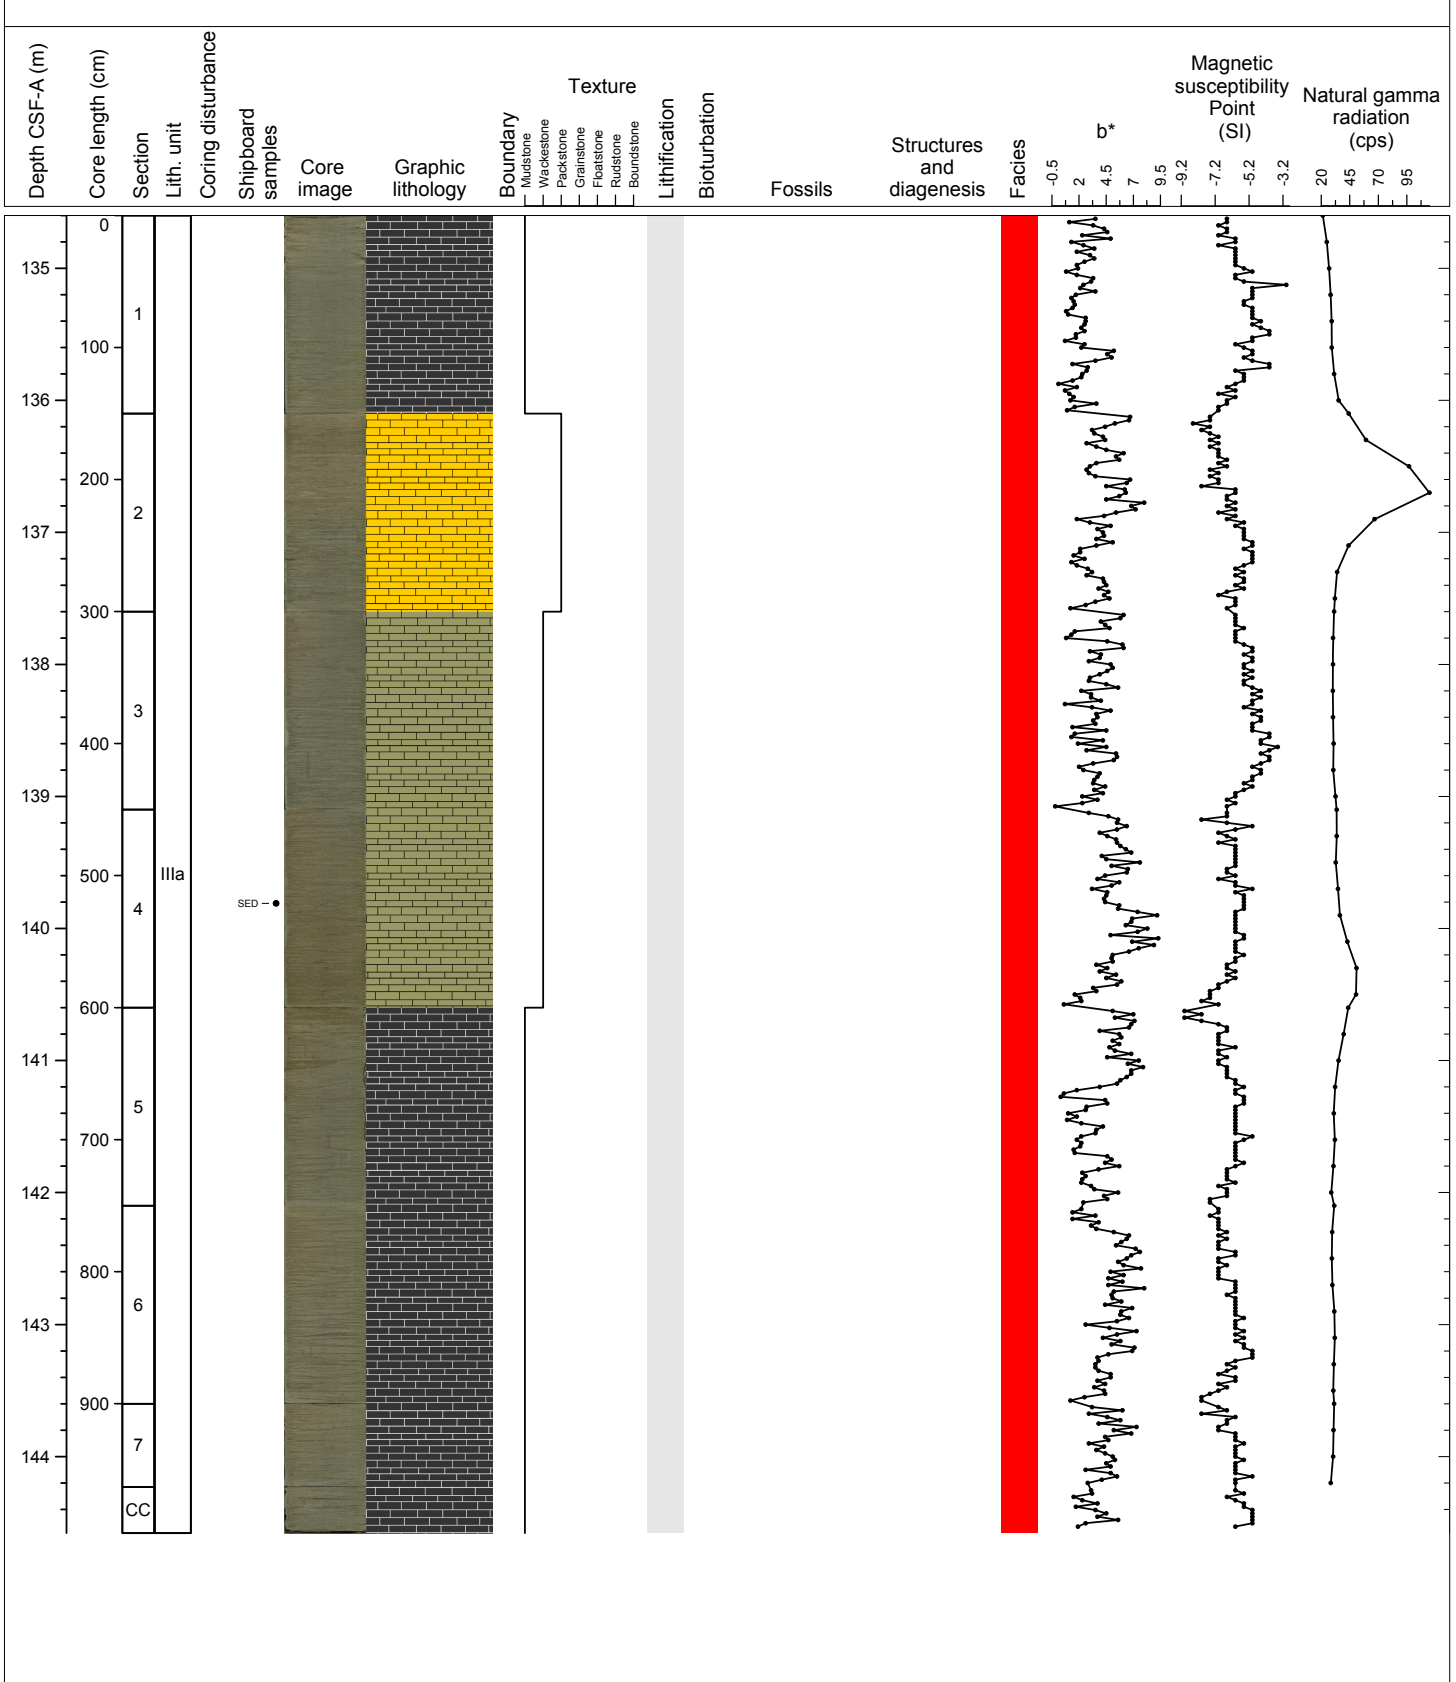 Depth CSF-A (m)
Core length (cm)
Section
Lith. unit
Coring disturbance
Shipboard
samples
Core
image
Graphic
lithology
Boundary
Texture
Mudstone
Wackestone
Packstone
Grainstone
Floatstone
Rudstone
Boundstone
Lithification
Bioturbation
Fossils
Structures
and
diagenesis
Facies
b*
-0.5 2 4.5 7 9.5
Magnetic
susceptibility
Point
(SI)
-9.2 -7.2 -5.2 -3.2
Natural gamma
radiation
(cps)
20 45 70 95
0
135
1
100
136
200
2
137
300
138
3
400
139
500
IIIa
SED
4
140
600
141
5
700
142
800
6
143
900
7
144
CC